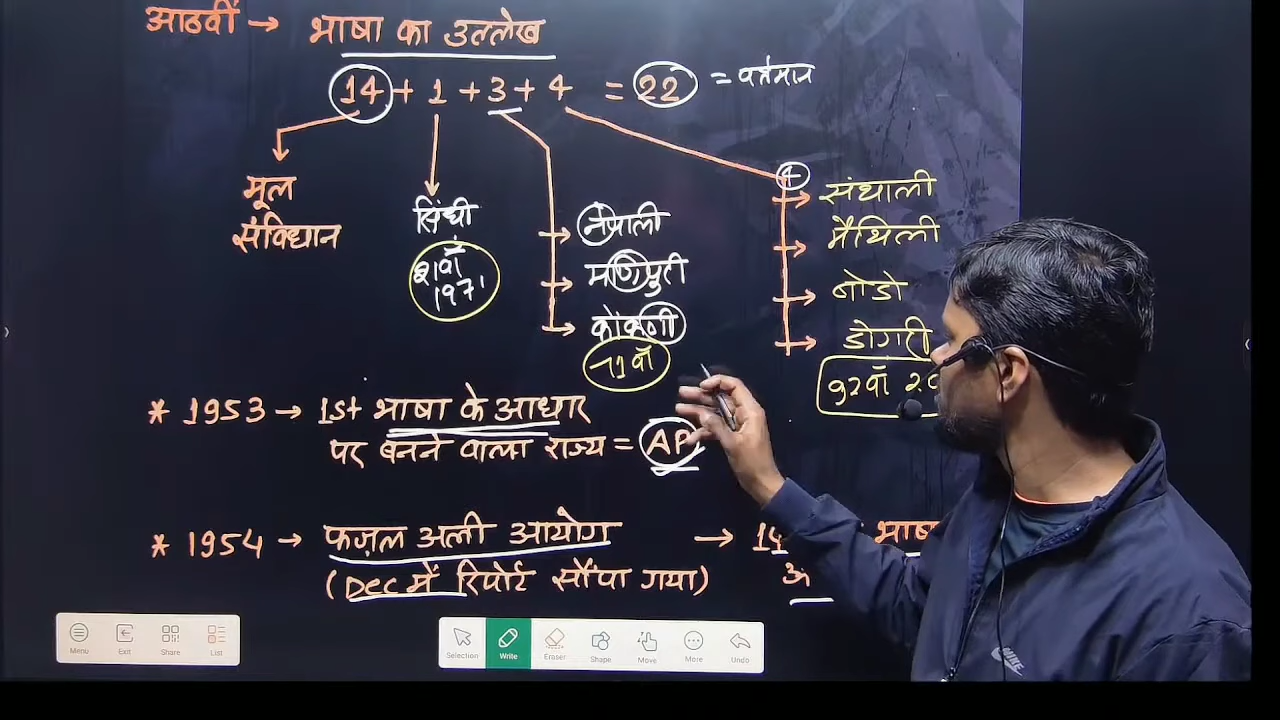 आठवीं → भाषा का उल्लेख
14 + 1 + 3 + 4 = 22 = वर्तमान
मूल संविधान
सिंधी
21वाँ 1971
नेपाली
मणिपुरी
कोंकणी
71वाँ
4
संथाली
मैथिली
बोडो
डोगरी
92वाँ
* 1953 → 1st भाषा के आधार
पर बनने वाला राज्य = AP
* 1954 → फज़ल अली आयोग → 14 भाषा
(Dec में रिपोर्ट सौंपा गया)
Menu Exit Share List
Selection Write Eraser Shape Move More Undo
NIKE